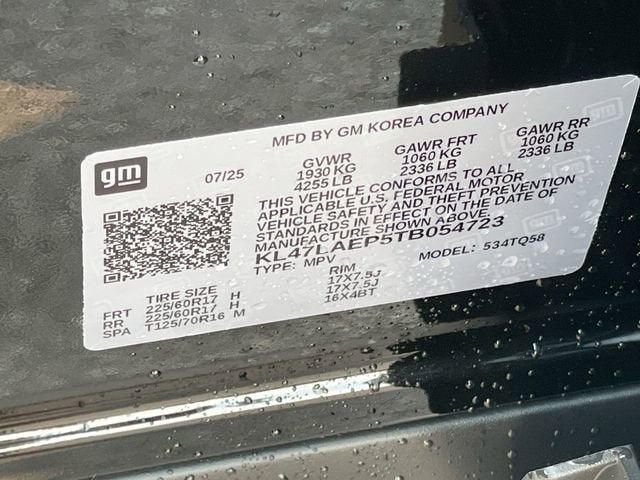 MFD BY GM KOREA COMPANY
gm
07/25
GVWR GAWR FRT GAWR RR
1930 KG 1060 KG 1060 KG
4255 LB 2336 LB 2336 LB
THIS VEHICLE CONFORMS TO ALL
APPLICABLE U.S. FEDERAL MOTOR
VEHICLE SAFETY AND THEFT PREVENTION
STANDARDS IN EFFECT ON THE DATE OF
MANUFACTURE SHOWN ABOVE.
KL47LAEP5TB054723
TYPE: MPV MODEL: 534TQ58
TIRE SIZE RIM
FRT 225/60R17 H 17X7.5J
RR 225/60R17 H 17X7.5J
SPA T125/70R16 M 16X4BT